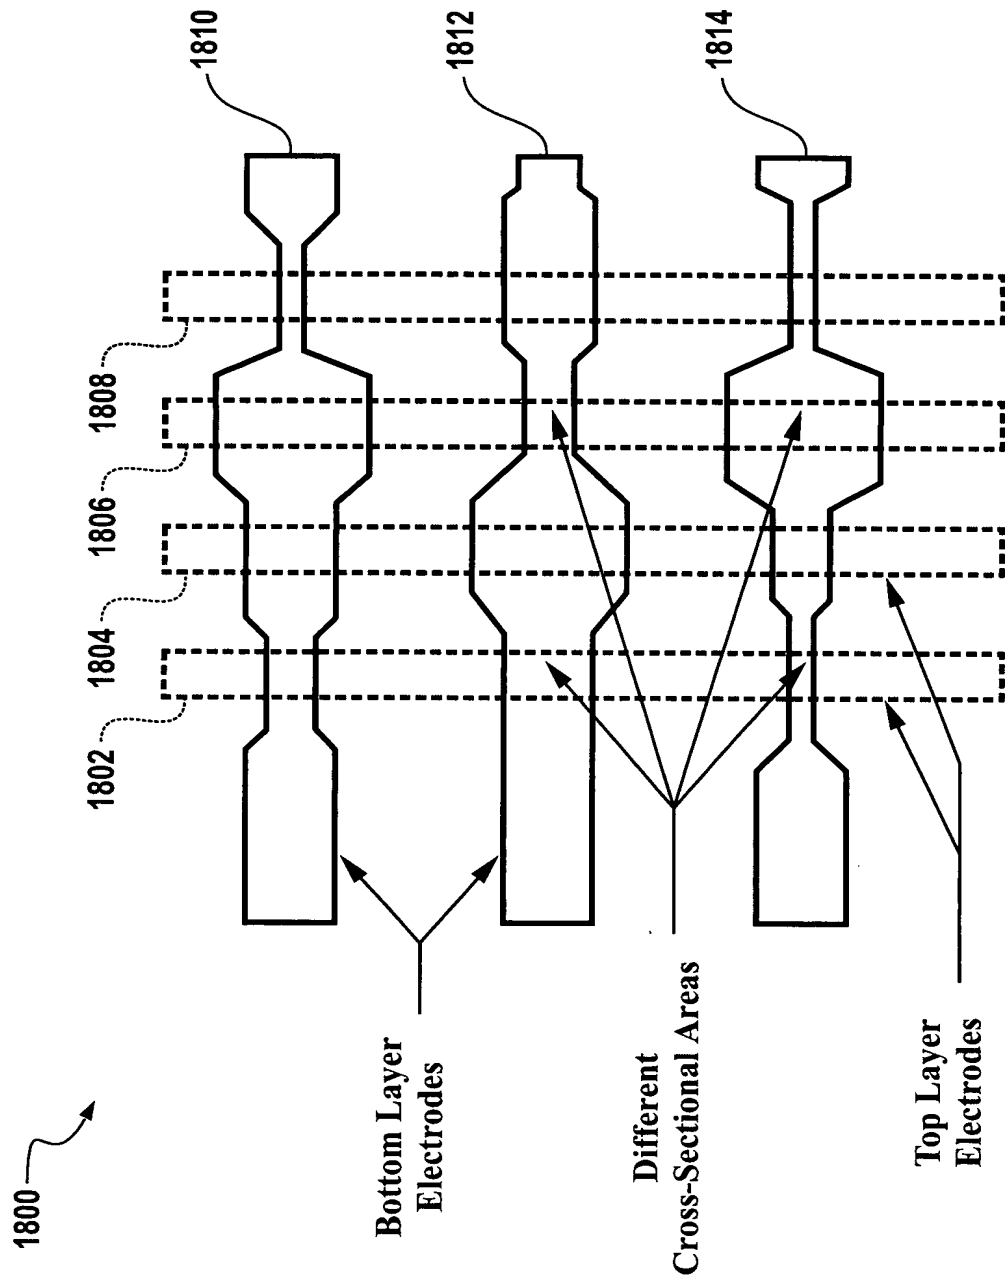 1800
1802
1804
1806
1808
1810
1812
1814
Bottom Layer
Electrodes
Different
Cross-Sectional Areas
Top Layer
Electrodes